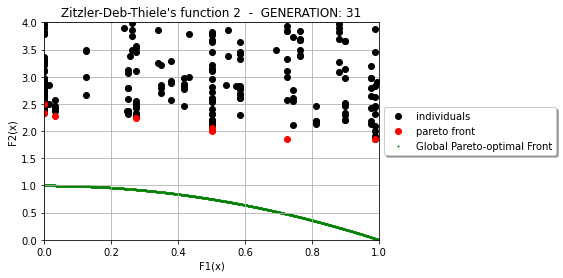 Zitzler-Deb-Thiele's function 2 - GENERATION: 31
4.0
3.5
3.0
2.5
2.0
1.5
1.0
0.5
0.0
F2(x)
0.0 0.2 0.4 0.6 0.8 1.0
F1(x)
individuals
pareto front
Global Pareto-optimal Front